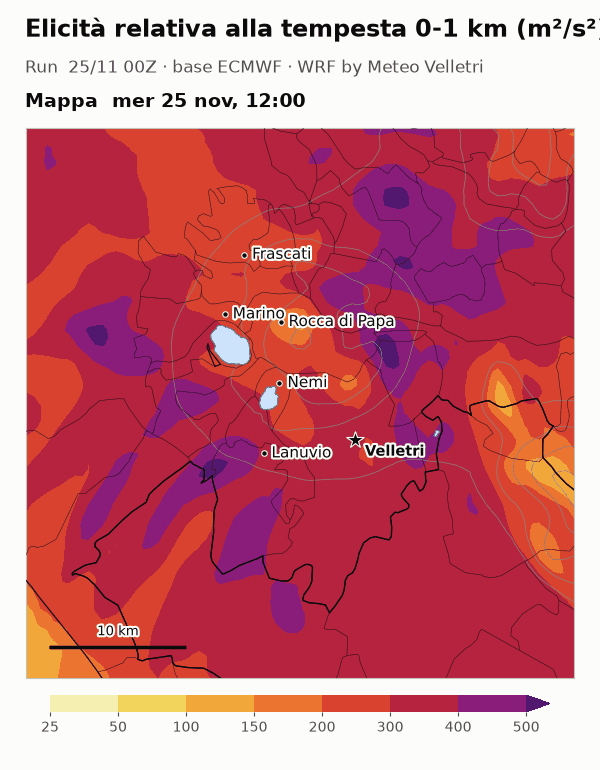 Elicità relativa alla tempesta 0-1 km (m²/s²)
Run  25/11 00Z · base ECMWF · WRF by Meteo Velletri
Mappa  mer 25 nov, 12:00
Frascati
Marino
Rocca di Papa
Nemi
Velletri
Lanuvio
10 km
25 50 100 150 200 300 400 500